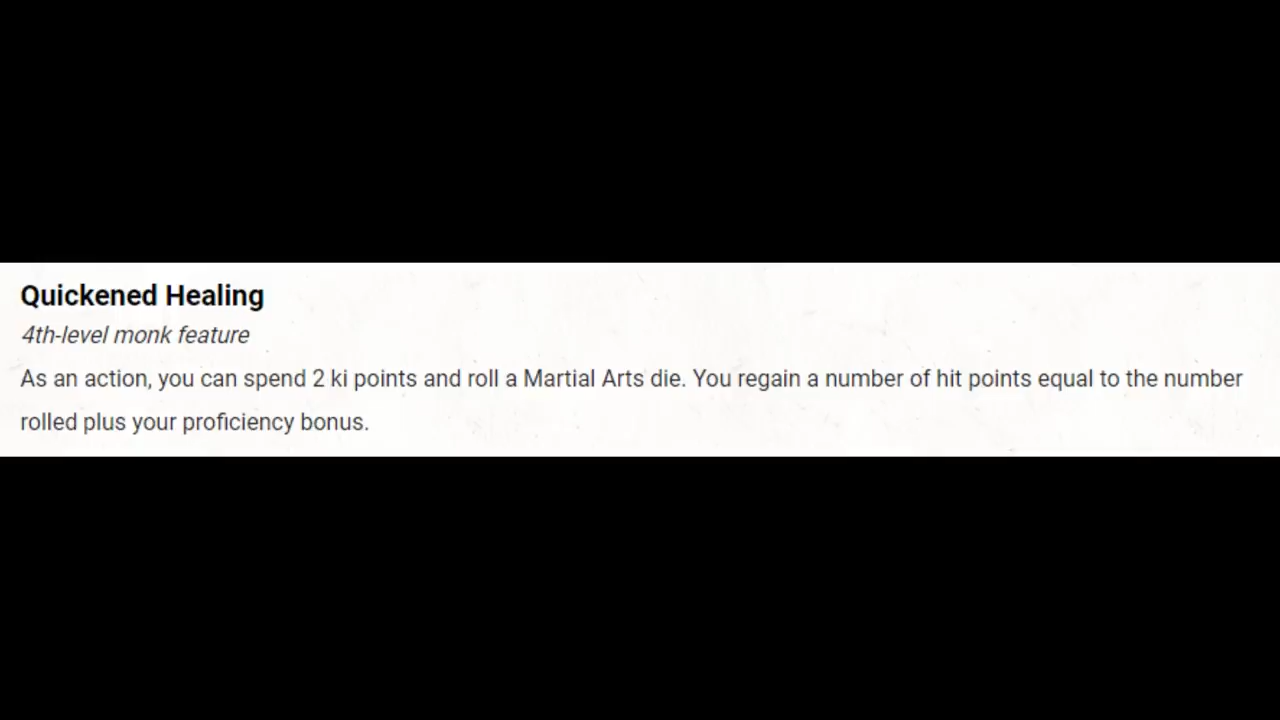 Quickened Healing
4th-level monk feature
As an action, you can spend 2 ki points and roll a Martial Arts die. You regain a number of hit points equal to the number
rolled plus your proficiency bonus.